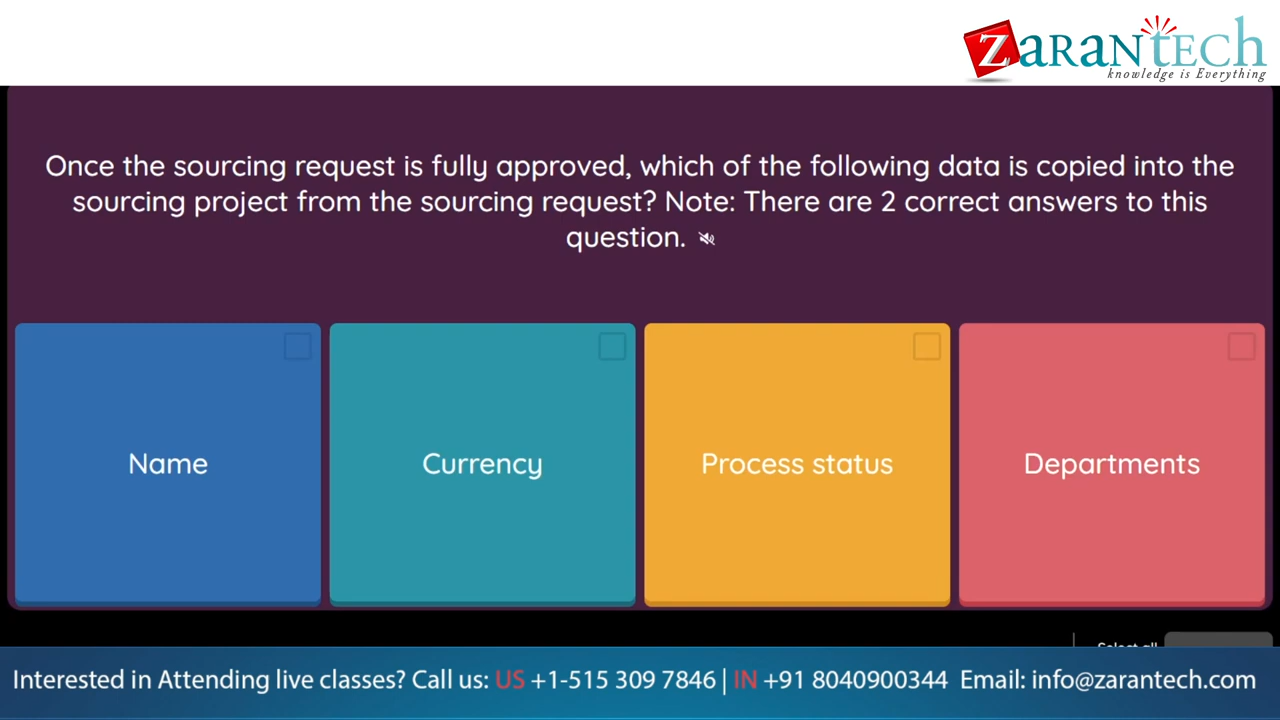 ZARANTECH
knowledge is Everything
Once the sourcing request is fully approved, which of the following data is copied into the
sourcing project from the sourcing request? Note: There are 2 correct answers to this
question.
Name
Currency
Process status
Departments
Select all
Interested in Attending live classes? Call us: US +1-515 309 7846 | IN +91 8040900344 Email: info@zarantech.com